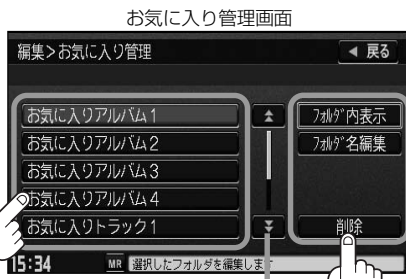 お気に入り管理画面
編集>お気に入り管理
◀ 戻る
お気に入りアルバム1
お気に入りアルバム2
お気に入りアルバム3
お気に入りアルバム4
お気に入りトラック1
ﾌｫﾙﾀﾞ内表示
ﾌｫﾙﾀﾞ名編集
削除
15:34
MR
選択したフォルダを編集します